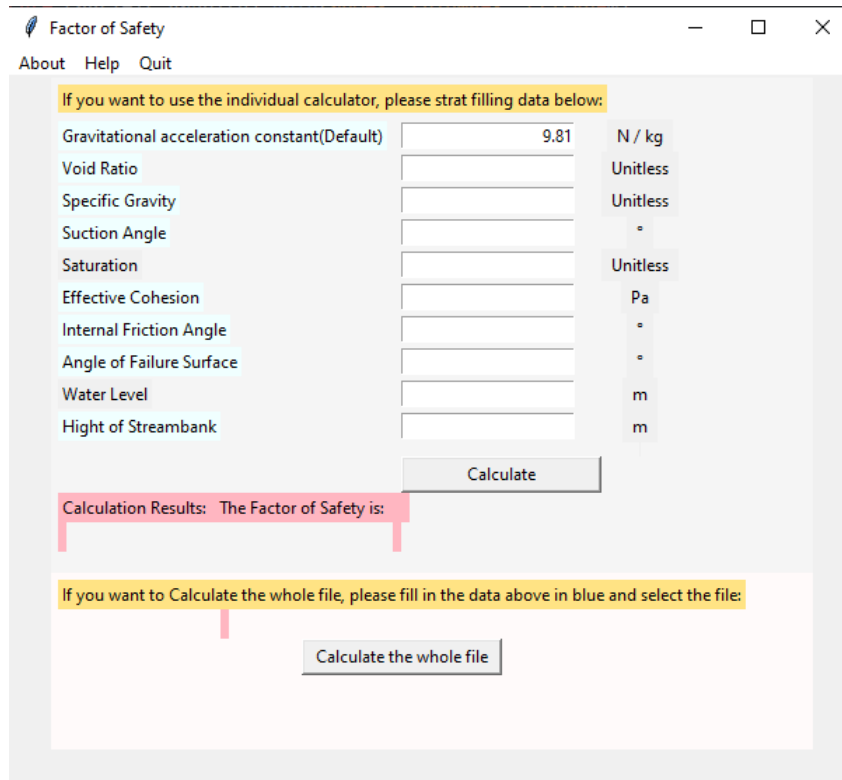 Factor of Safety
About Help Quit
If you want to use the individual calculator, please strat filling data below:
Gravitational acceleration constant(Default) 9.81 N / kg
Void Ratio Unitless
Specific Gravity Unitless
Suction Angle °
Saturation Unitless
Effective Cohesion Pa
Internal Friction Angle °
Angle of Failure Surface °
Water Level m
Hight of Streambank m
Calculate
Calculation Results: The Factor of Safety is:
If you want to Calculate the whole file, please fill in the data above in blue and select the file:
Calculate the whole file